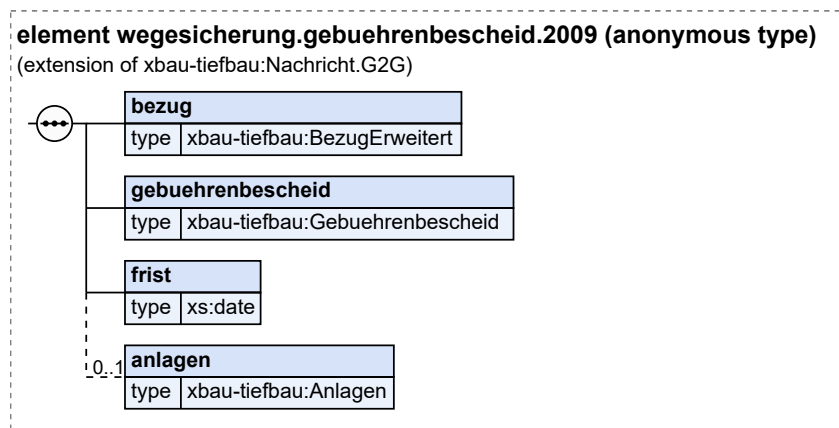 element wegesicherung.gebuehrenbescheid.2009 (anonymous type)
(extension of xbau-tiefbau:Nachricht.G2G)
bezug
type xbau-tiefbau:BezugErweitert
gebuehrenbescheid
type xbau-tiefbau:Gebuehrenbescheid
frist
type xs:date
0..1 anlagen
type xbau-tiefbau:Anlagen